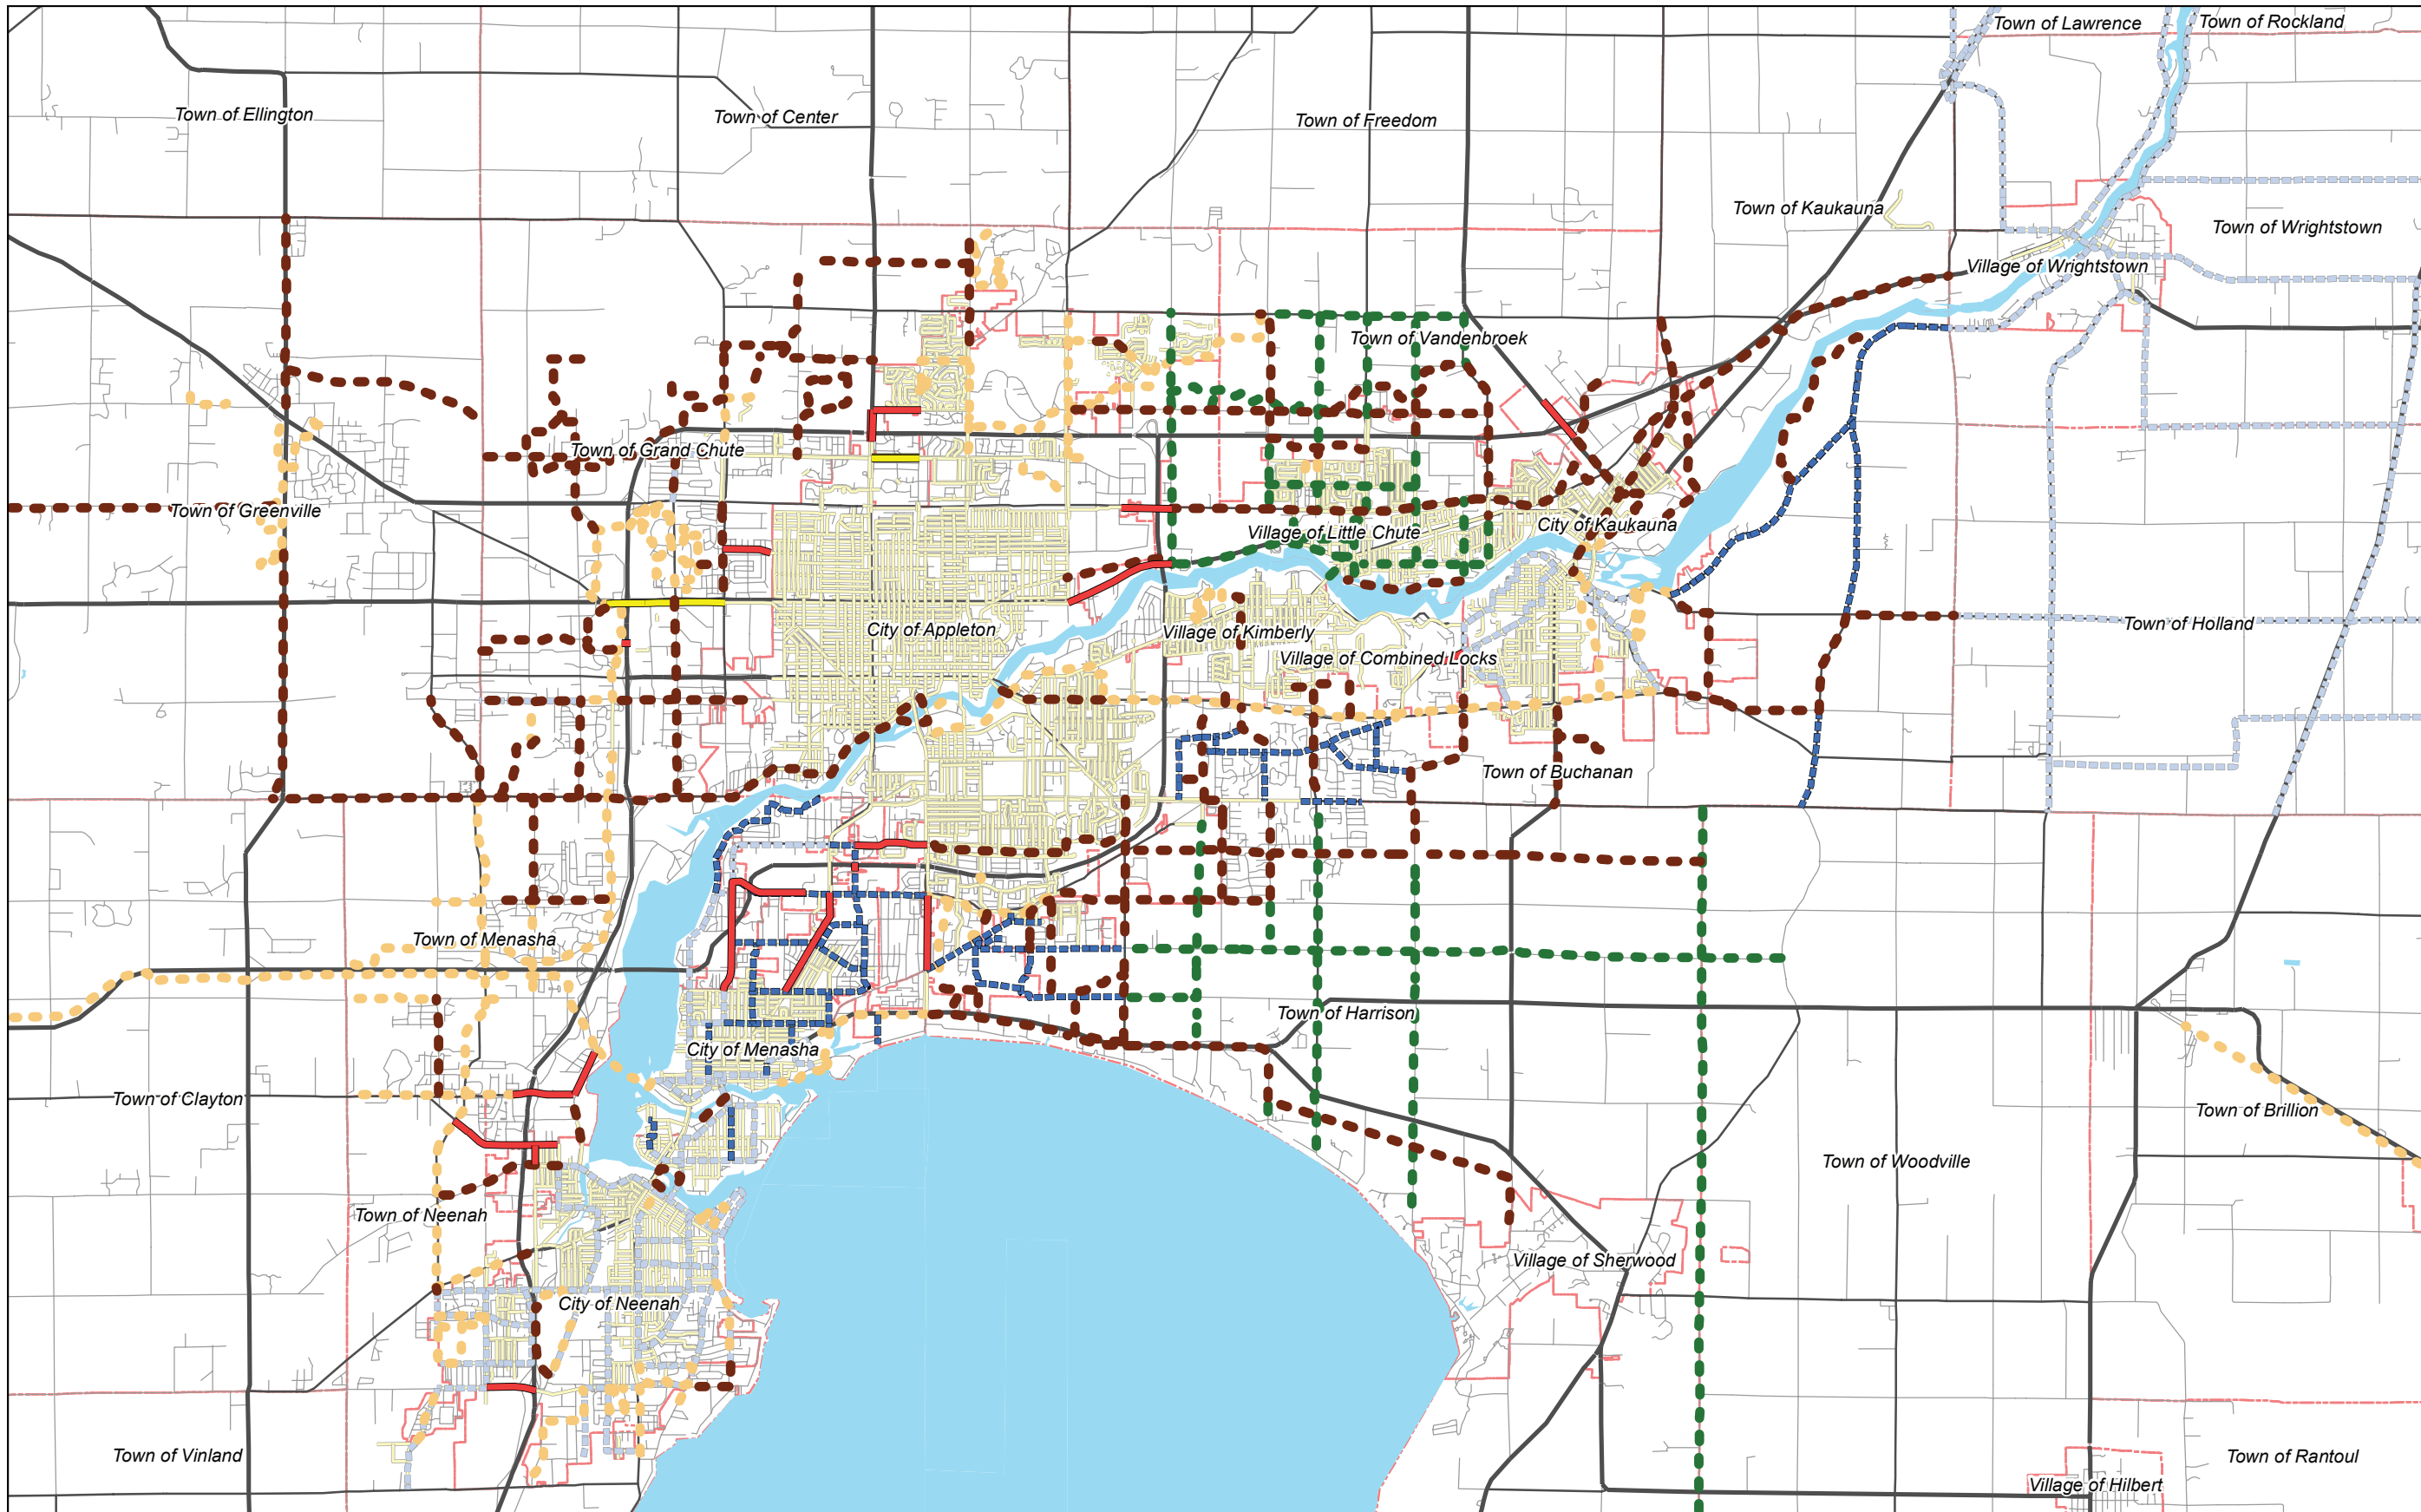 Town of Lawrence
Town of Rockland
Town of Ellington
Town of Center
Town of Freedom
Town of Kaukauna
Town of Wrightstown
Village of Wrightstown
Town of Vandenbroek
Town of Grand Chute
Town of Greenville
City of Kaukauna
Village of Little Chute
City of Appleton
Village of Kimberly
Town of Holland
Village of Combined Locks
Town of Buchanan
Town of Menasha
Town of Harrison
City of Menasha
Town of Clayton
Town of Brillion
Town of Woodville
Town of Neenah
Village of Sherwood
City of Neenah
Town of Vinland
Town of Rantoul
Village of Hilbert